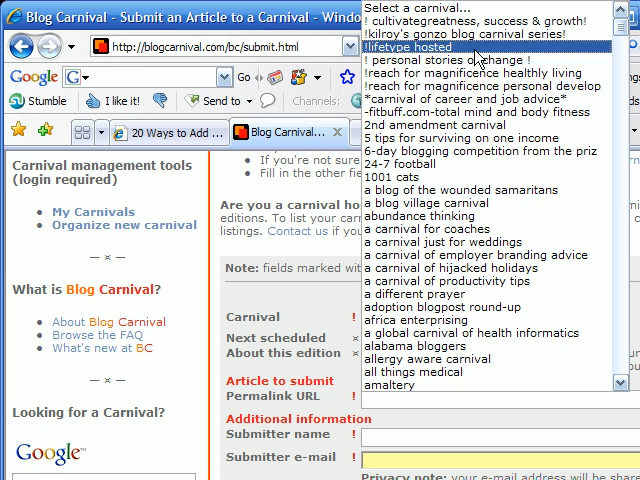 Blog Carnival - Submit an Article to a Carnival - Windo
http://blogcarnival.com/bc/submit.html
Google G Go
Stumble I like it! Send to Channels:
20 Ways to Add ... Blog Carnival...
Select a carnival...
! cultivategreatness, success & growth!
!kilroy's gonzo blog carnival series!
!lifetype hosted
! personal stories of change !
!reach for magnificence healthly living
!reach for magnificence personal develop
*carnival of career and job advice*
-fitbuff.com-total mind and body fitness
2nd amendment carnival
5 tips for surviving on one income
6-day blogging competition from the priz
24-7 football
1001 cats
a blog of the wounded samaritans
a blog village carnival
abundance thinking
a carnival for coaches
a carnival just for weddings
a carnival of employer branding advice
a carnival of hijacked holidays
a carnival of productivity tips
a different prayer
adoption blogpost round-up
africa enterprising
a global carnival of health informatics
alabama bloggers
allergy aware carnival
all things medical
amaltery
Carnival management tools
(login required)
My Carnivals
Organize new carnival
What is Blog Carnival?
About Blog Carnival
Browse the FAQ
What's new at BC
Looking for a Carnival?
Google™
If you're not sure
Fill in the other fie
Are you a carnival ho
editions. To list your car
listings. Contact us if you
Note: fields marked with
Carnival !
Next scheduled ¤
About this edition ¤
Article to submit
Permalink URL !
Additional information
Submitter name !
Submitter e-mail !
Privacy note: your e-mail address will be share